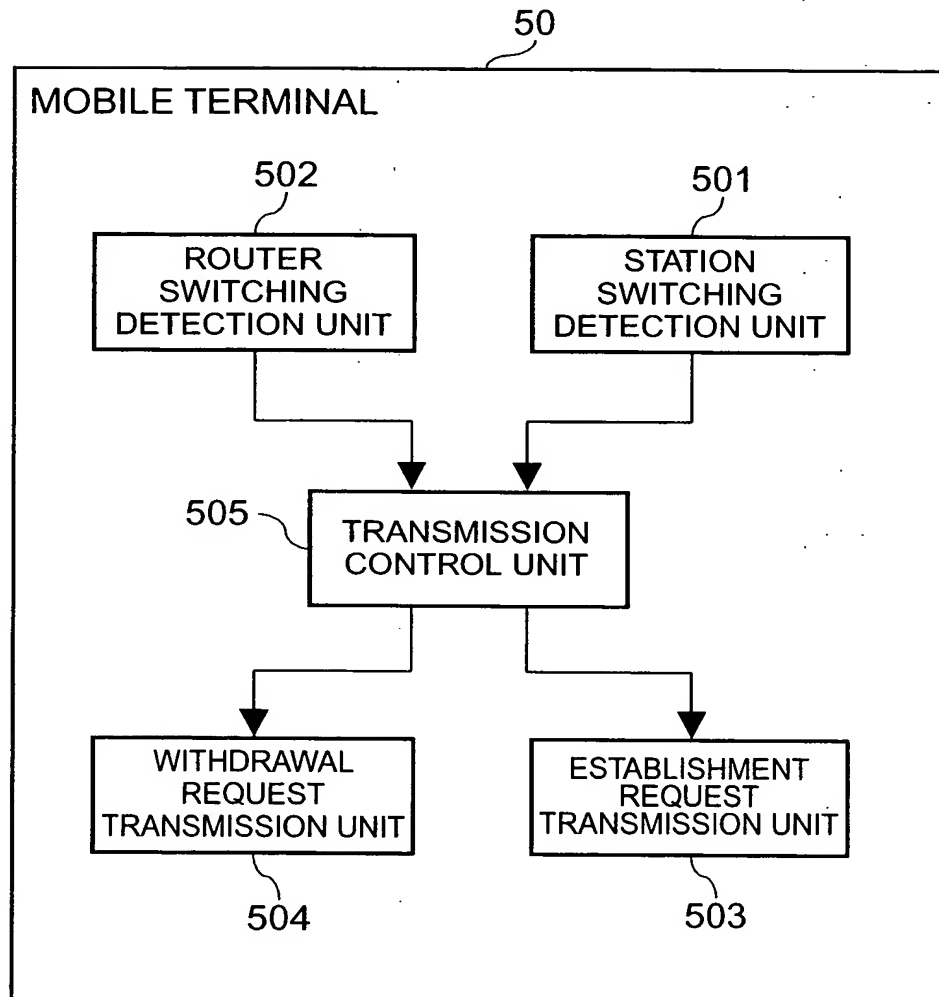 50
MOBILE TERMINAL
502
501
ROUTER
SWITCHING
DETECTION UNIT
STATION
SWITCHING
DETECTION UNIT
505
TRANSMISSION
CONTROL UNIT
WITHDRAWAL
REQUEST
TRANSMISSION UNIT
ESTABLISHMENT
REQUEST
TRANSMISSION UNIT
504
503